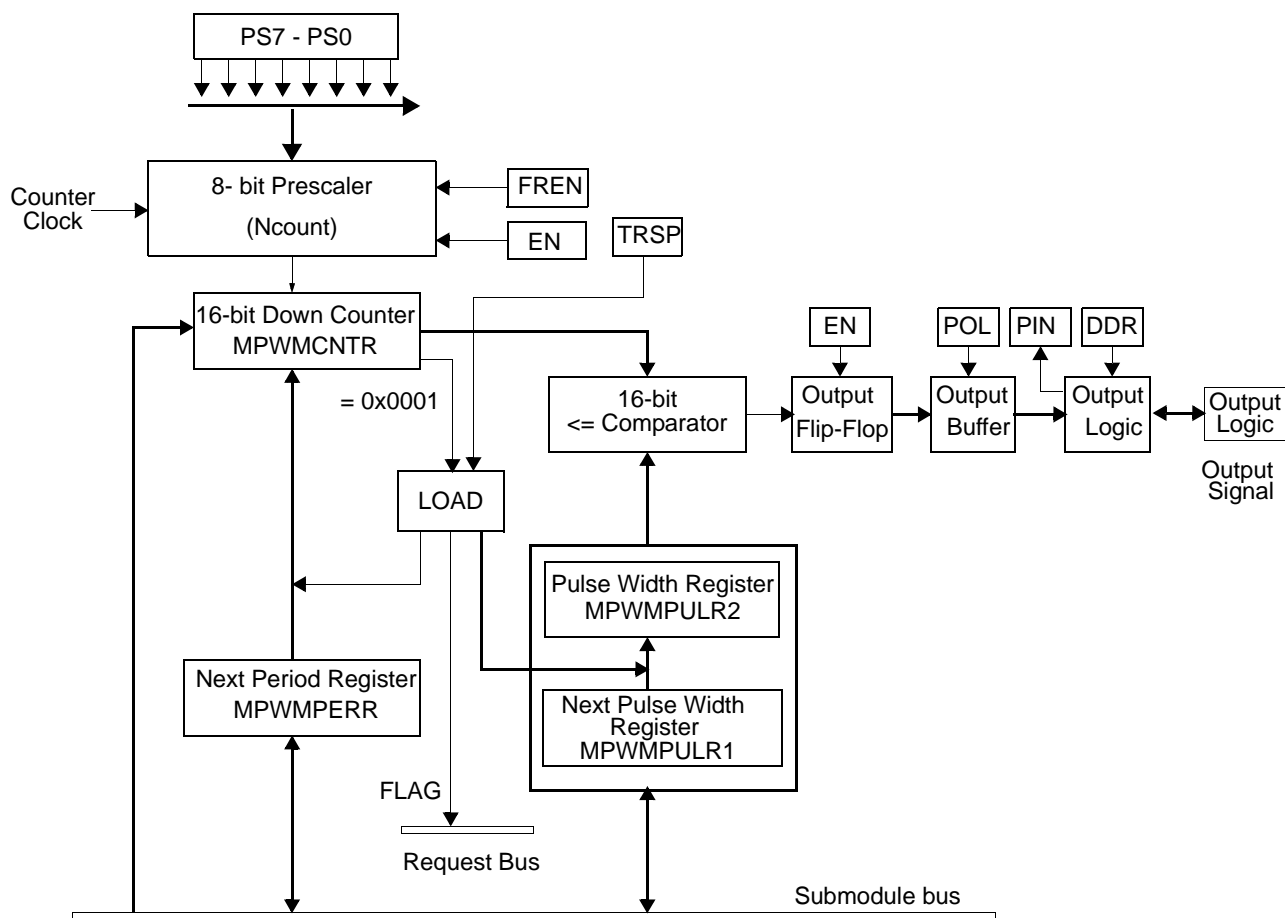 PS7 - PS0
8- bit Prescaler
(Ncount)
Counter
Clock
FREN
EN
TRSP
16-bit Down Counter
MPWMCNTR
= 0x0001
EN
POL
PIN
DDR
16-bit
<= Comparator
Output
Flip-Flop
Output
Buffer
Output
Logic
Output
Logic
Output
Signal
LOAD
Pulse Width Register
MPWMPULR2
Next Period Register
MPWMPERR
Next Pulse Width
Register
MPWMPULR1
FLAG
Request Bus
Submodule bus